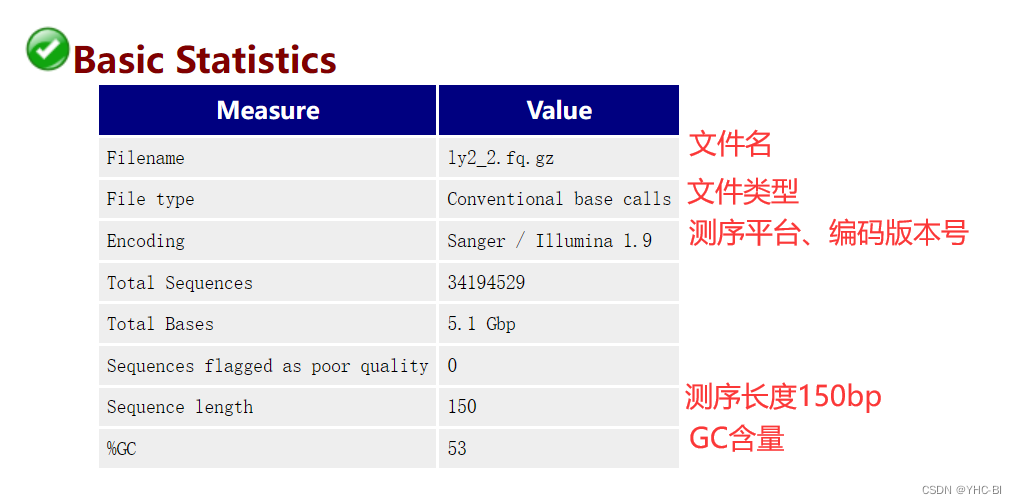 Basic Statistics
Measure Value
Filename ly2_2.fq.gz 文件名
File type Conventional base calls 文件类型
Encoding Sanger / Illumina 1.9 测序平台、编码版本号
Total Sequences 34194529
Total Bases 5.1 Gbp
Sequences flagged as poor quality 0
Sequence length 150 测序长度150bp
%GC 53 GC含量
CSDN @YHC-BI